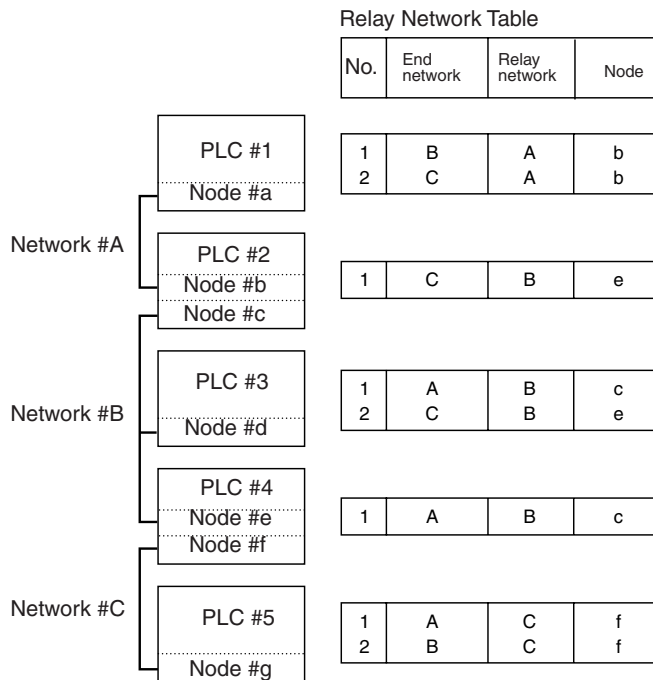 Relay Network Table
No. End network Relay network Node
PLC #1
Node #a
1 B A b
2 C A b
Network #A
PLC #2
Node #b
Node #c
1 C B e
PLC #3
Node #d
1 A B c
2 C B e
Network #B
PLC #4
Node #e
Node #f
1 A B c
Network #C
PLC #5
Node #g
1 A C f
2 B C f